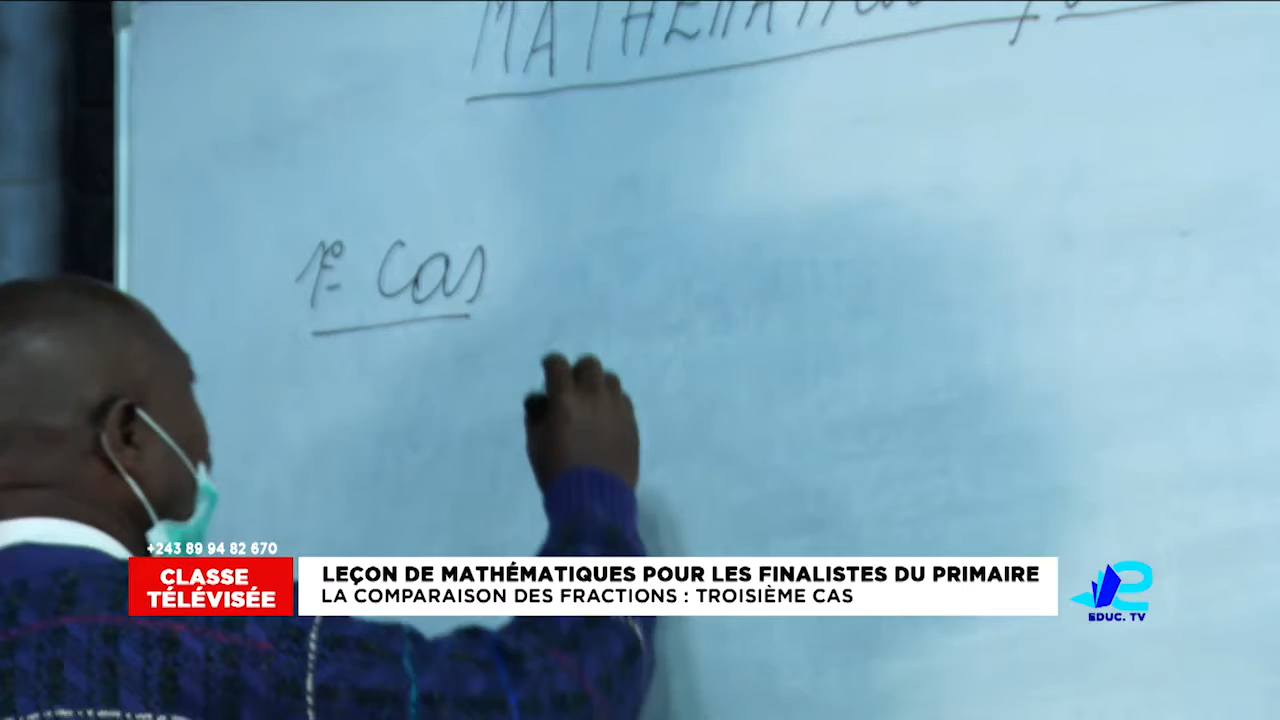 MATHÉMATIQUE
1e Cas
+243 89 94 82 670
CLASSE
TÉLÉVISÉE
LEÇON DE MATHÉMATIQUES POUR LES FINALISTES DU PRIMAIRE
LA COMPARAISON DES FRACTIONS : TROISIÈME CAS
EDUC. TV